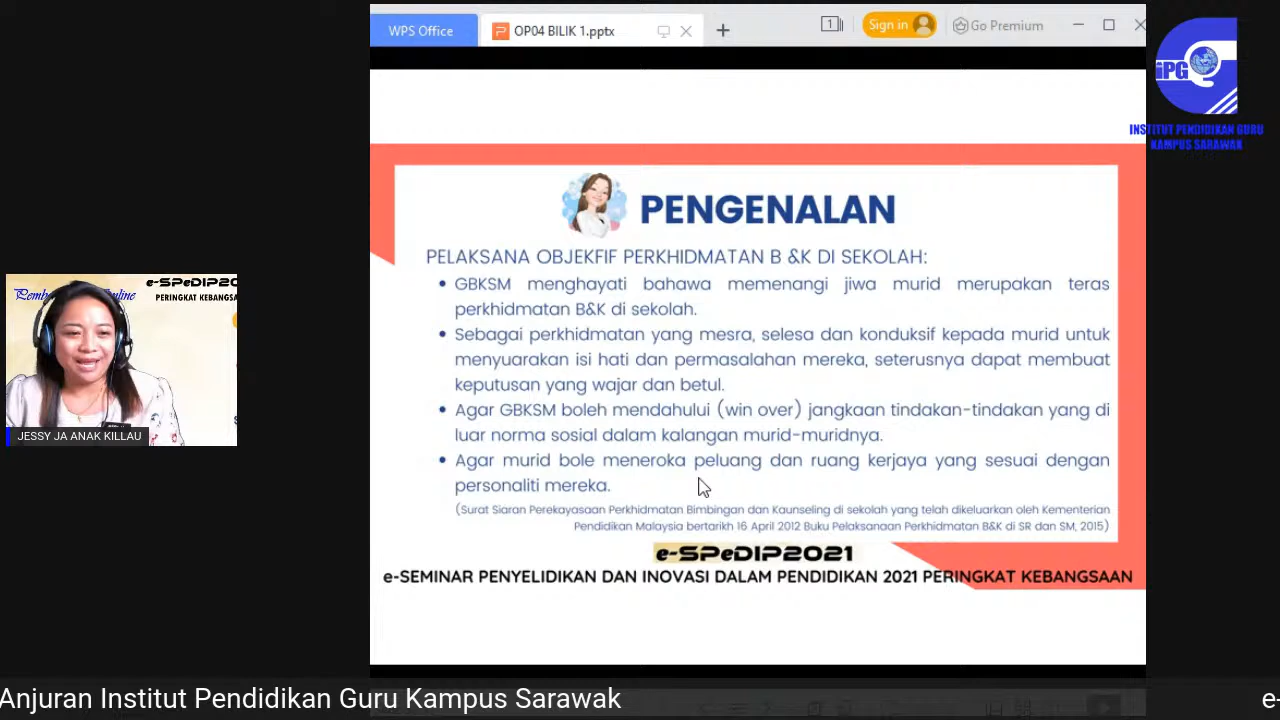 WPS Office
OP04 BILIK 1.pptx
1
Sign in
Go Premium
iPG
INSTITUT PENDIDIKAN GURU
KAMPUS SARAWAK
PENGENALAN
PELAKSANA OBJEKFIF PERKHIDMATAN B &K DI SEKOLAH:
• GBKSM menghayati bahawa memenangi jiwa murid merupakan teras
perkhidmatan B&K di sekolah.
• Sebagai perkhidmatan yang mesra, selesa dan konduksif kepada murid untuk
menyuarakan isi hati dan permasalahan mereka, seterusnya dapat membuat
keputusan yang wajar dan betul.
• Agar GBKSM boleh mendahului (win over) jangkaan tindakan-tindakan yang di
luar norma sosial dalam kalangan murid-muridnya.
• Agar murid bole meneroka peluang dan ruang kerjaya yang sesuai dengan
personaliti mereka.
(Surat Siaran Perekayasaan Perkhidmatan Bimbingan dan Kaunseling di sekolah yang telah dikeluarkan oleh Kementerian
Pendidikan Malaysia bertarikh 16 April 2012 Buku Pelaksanaan Perkhidmatan B&K di SR dan SM, 2015)
e-SPeDIP2021
e-SEMINAR PENYELIDIKAN DAN INOVASI DALAM PENDIDIKAN 2021 PERINGKAT KEBANGSAAN
e-SPeDIP20
PERINGKAT KEBANGSA
JESSY JA ANAK KILLAU
Anjuran Institut Pendidikan Guru Kampus Sarawak
e-